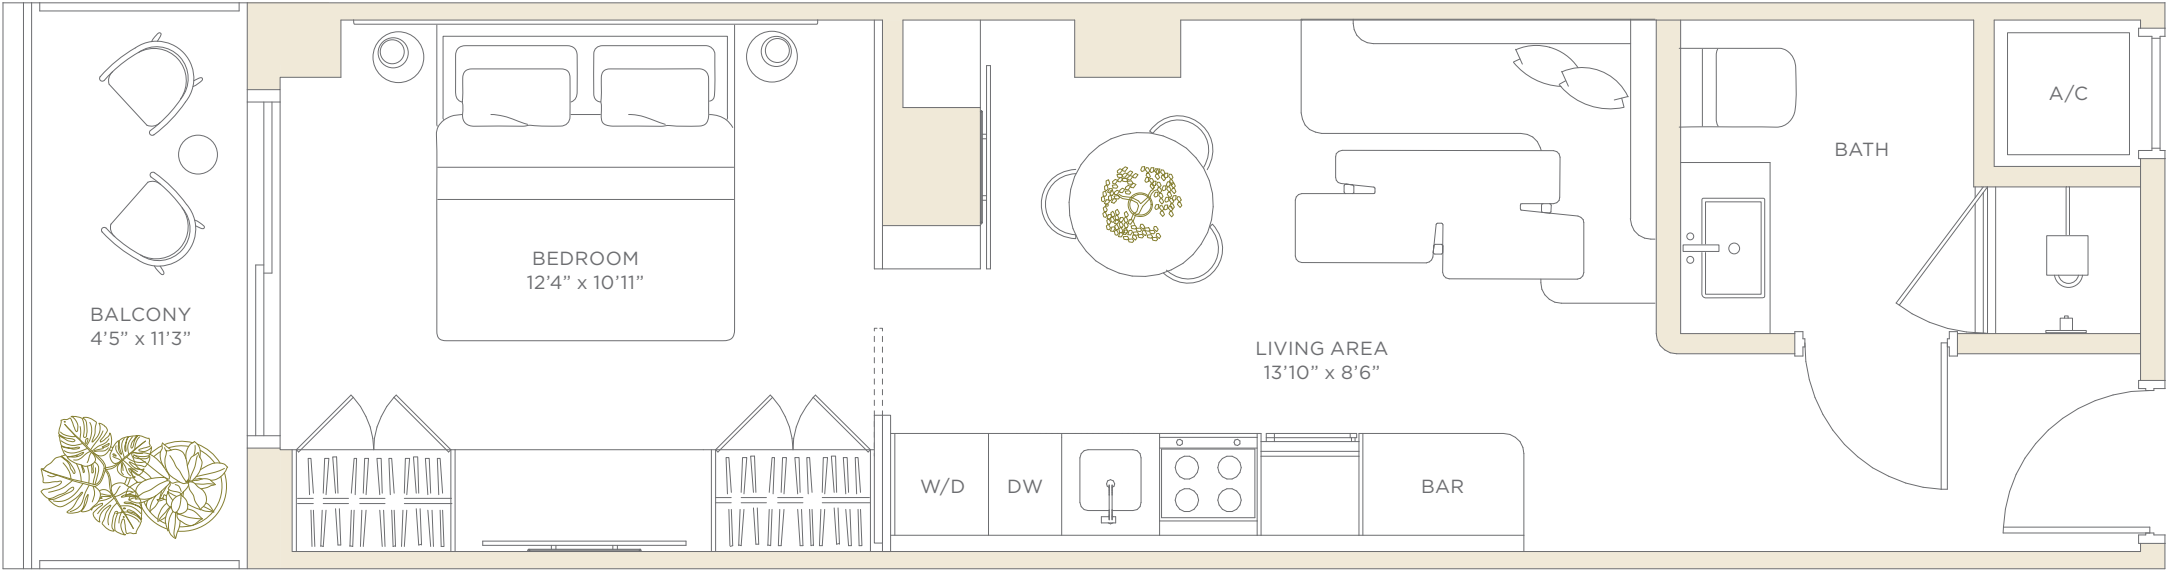 BALCONY
4’5” x 11’3”
BEDROOM
12’4” x 10’11”
LIVING AREA
13’10” x 8’6”
W/D
DW
BAR
BATH
A/C